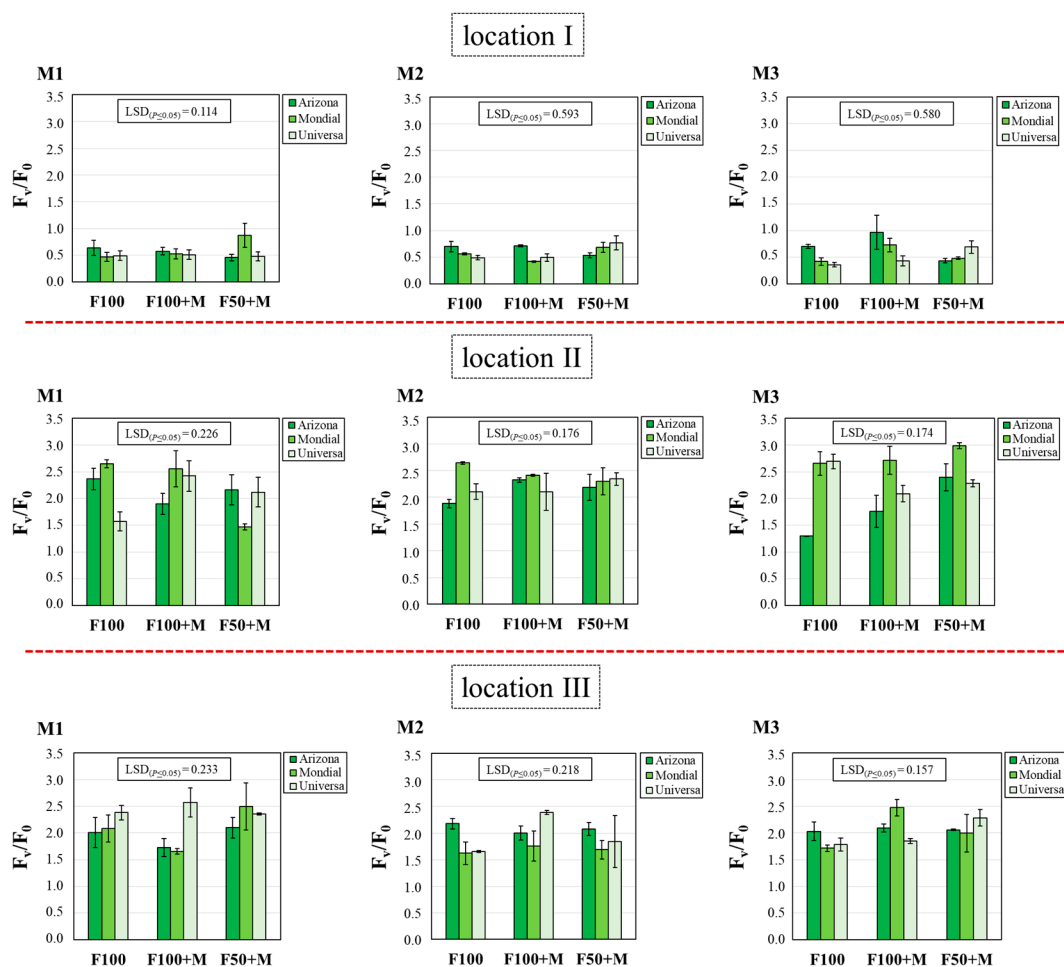 location I
M1
LSD(P≤0.05) = 0.114
Arizona
Mondial
Universa
Fv/F0
3.5
3.0
2.5
2.0
1.5
1.0
0.5
0.0
F100 F100+M F50+M
M2
LSD(P≤0.05) = 0.593
Arizona
Mondial
Universa
Fv/F0
3.5
3.0
2.5
2.0
1.5
1.0
0.5
0.0
F100 F100+M F50+M
M3
LSD(P≤0.05) = 0.580
Arizona
Mondial
Universa
Fv/F0
3.5
3.0
2.5
2.0
1.5
1.0
0.5
0.0
F100 F100+M F50+M
location II
M1
LSD(P≤0.05) = 0.226
Arizona
Mondial
Universa
Fv/F0
3.5
3.0
2.5
2.0
1.5
1.0
0.5
0.0
F100 F100+M F50+M
M2
LSD(P≤0.05) = 0.176
Arizona
Mondial
Universa
Fv/F0
3.5
3.0
2.5
2.0
1.5
1.0
0.5
0.0
F100 F100+M F50+M
M3
LSD(P≤0.05) = 0.174
Arizona
Mondial
Universa
Fv/F0
3.5
3.0
2.5
2.0
1.5
1.0
0.5
0.0
F100 F100+M F50+M
location III
M1
LSD(P≤0.05) = 0.233
Arizona
Mondial
Universa
Fv/F0
3.5
3.0
2.5
2.0
1.5
1.0
0.5
0.0
F100 F100+M F50+M
M2
LSD(P≤0.05) = 0.218
Arizona
Mondial
Universa
Fv/F0
3.5
3.0
2.5
2.0
1.5
1.0
0.5
0.0
F100 F100+M F50+M
M3
LSD(P≤0.05) = 0.157
Arizona
Mondial
Universa
Fv/F0
3.5
3.0
2.5
2.0
1.5
1.0
0.5
0.0
F100 F100+M F50+M